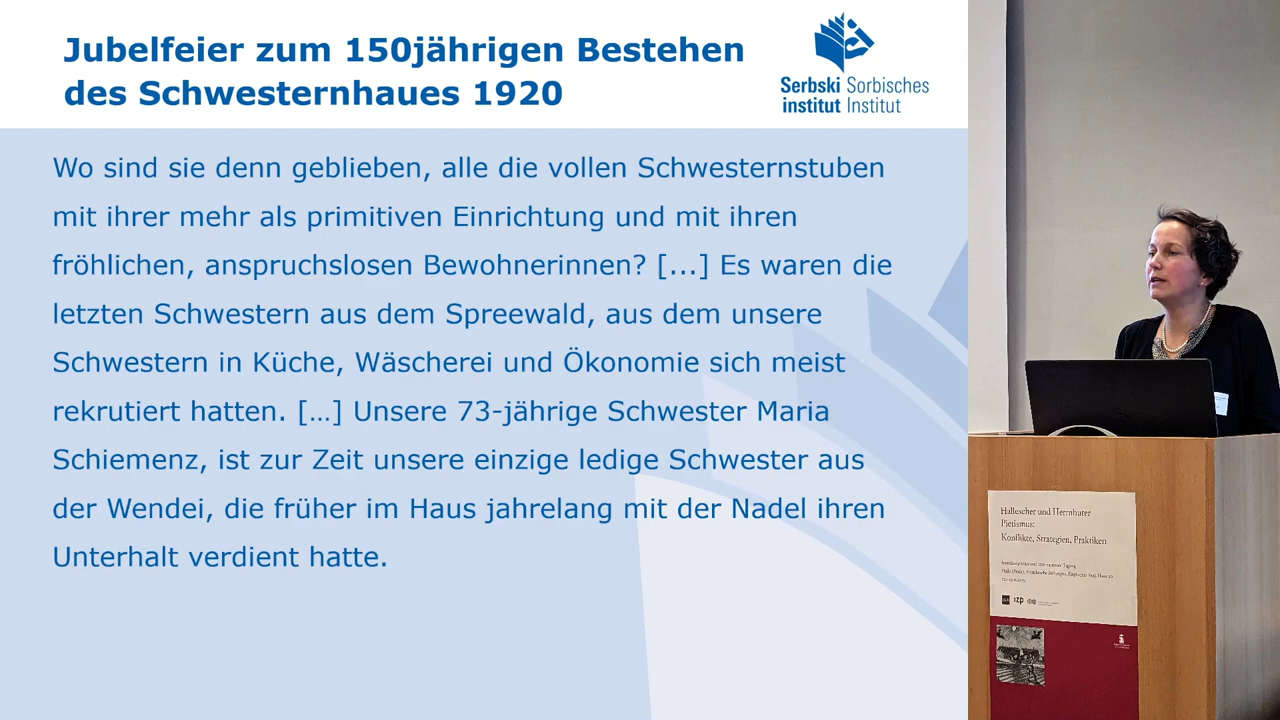 Jubelfeier zum 150jährigen Bestehen
des Schwesternhaues 1920
Serbski Sorbisches
institut Institut
Wo sind sie denn geblieben, alle die vollen Schwesternstuben
mit ihrer mehr als primitiven Einrichtung und mit ihren
fröhlichen, anspruchslosen Bewohnerinnen? [...] Es waren die
letzten Schwestern aus dem Spreewald, aus dem unsere
Schwestern in Küche, Wäscherei und Ökonomie sich meist
rekrutiert hatten. […] Unsere 73-jährige Schwester Maria
Schiemenz, ist zur Zeit unsere einzige ledige Schwester aus
der Wendei, die früher im Haus jahrelang mit der Nadel ihren
Unterhalt verdient hatte.
Hallescher und Herrnhuter
Pietismus:
Konflikte, Strategien, Praktiken
izp